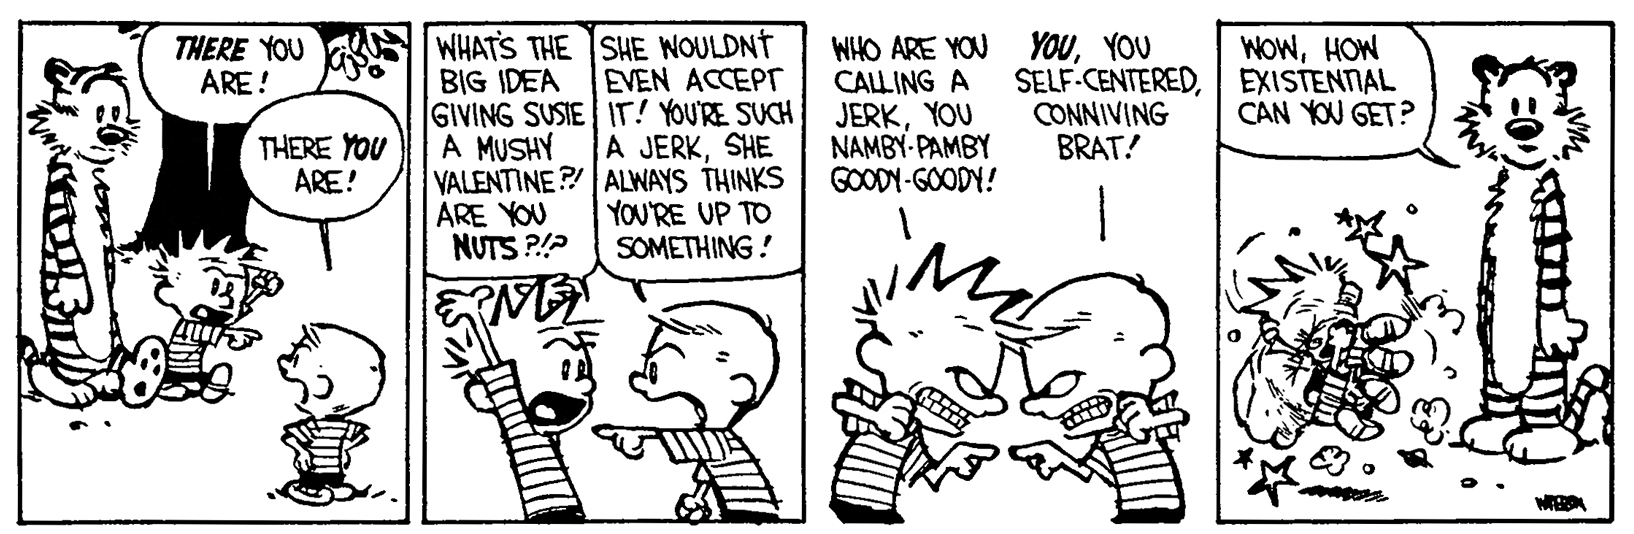 THERE YOU
ARE!
THERE YOU
ARE!
WHAT'S THE
BIG IDEA
GIVING SUSIE
A MUSHY
VALENTINE?!
ARE YOU
NUTS?!?
SHE WOULDN'T
EVEN ACCEPT
IT! YOU'RE SUCH
A JERK, SHE
ALWAYS THINKS
YOU'RE UP TO
SOMETHING!
WHO ARE YOU
CALLING A
JERK, YOU
NAMBY-PAMBY
GOODY-GOODY!
YOU, YOU
SELF-CENTERED,
CONNIVING
BRAT!
WOW, HOW
EXISTENTIAL
CAN YOU GET?
WATTERSON